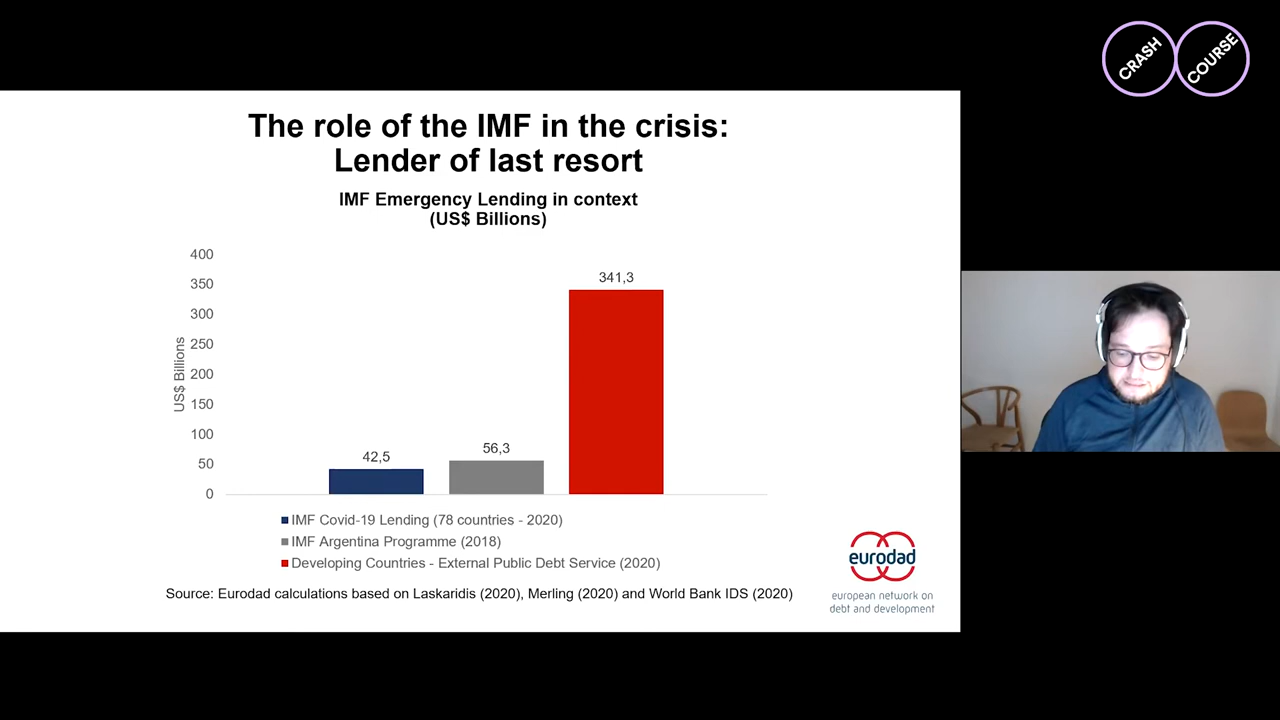 CRASH COURSE
The role of the IMF in the crisis:
Lender of last resort
IMF Emergency Lending in context
(US$ Billions)
US$ Billions
400
350
300
250
200
150
100
50
0
42,5
56,3
341,3
IMF Covid-19 Lending (78 countries - 2020)
IMF Argentina Programme (2018)
Developing Countries - External Public Debt Service (2020)
Source: Eurodad calculations based on Laskaridis (2020), Merling (2020) and World Bank IDS (2020)
eurodad
european network on
debt and development